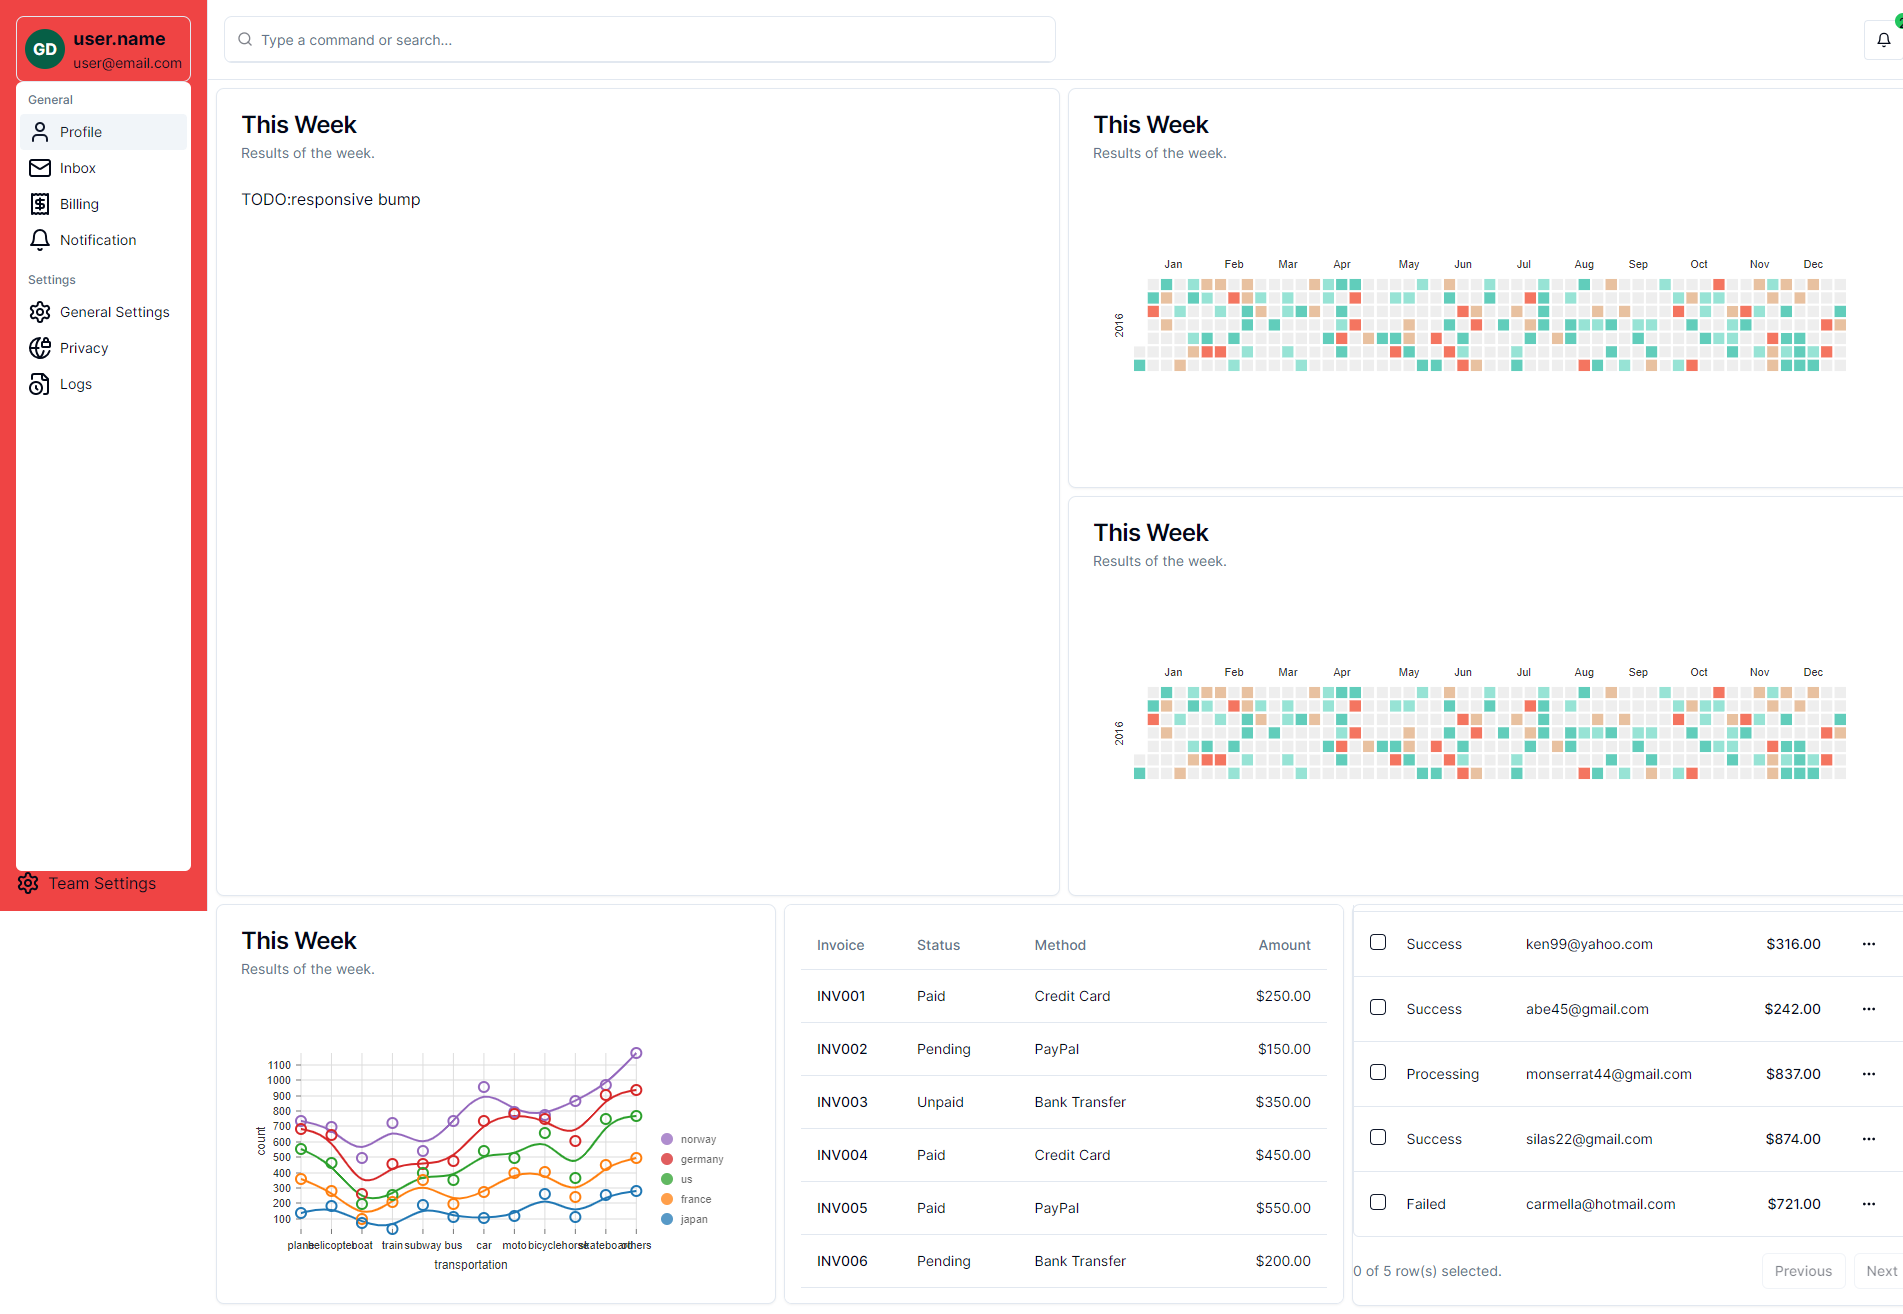 GD
user.name
user@email.com
General
Profile
Inbox
Billing
Notification
Settings
General Settings
Privacy
Logs
Team Settings
Type a command or search...
This Week
Results of the week.
TODO:responsive bump
This Week
Results of the week.
Jan Feb Mar Apr May Jun Jul Aug Sep Oct Nov Dec
2016
This Week
Results of the week.
Jan Feb Mar Apr May Jun Jul Aug Sep Oct Nov Dec
2016
This Week
Results of the week.
count
1100
1000
900
800
700
600
500
400
300
200
100
plane helicopter boat train subway bus car moto bicycle horse skateboard others
transportation
norway
germany
us
france
japan
Invoice Status Method Amount
INV001 Paid Credit Card $250.00
INV002 Pending PayPal $150.00
INV003 Unpaid Bank Transfer $350.00
INV004 Paid Credit Card $450.00
INV005 Paid PayPal $550.00
INV006 Pending Bank Transfer $200.00
Success ken99@yahoo.com $316.00
Success abe45@gmail.com $242.00
Processing monserrat44@gmail.com $837.00
Success silas22@gmail.com $874.00
Failed carmella@hotmail.com $721.00
0 of 5 row(s) selected.
Previous
Next